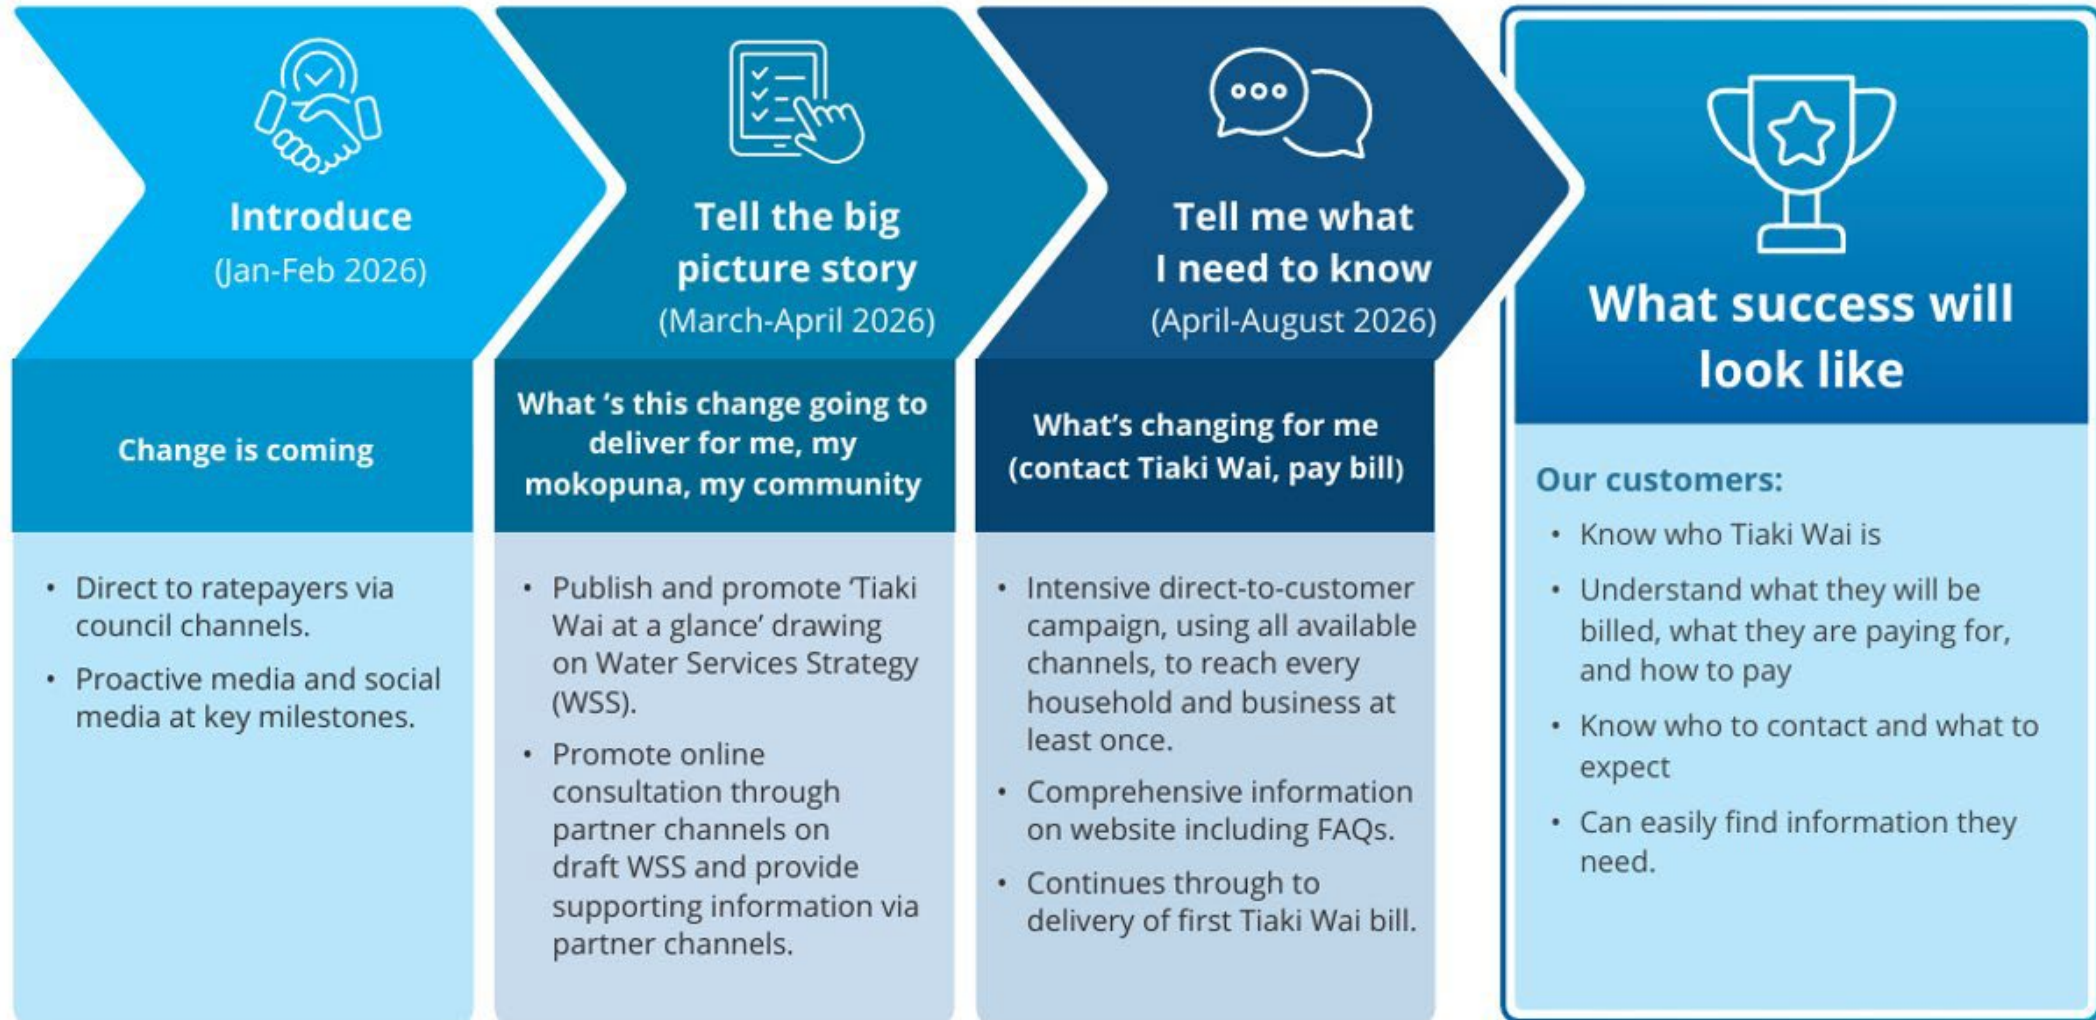 Introduce
(Jan-Feb 2026)
Change is coming
• Direct to ratepayers via
council channels.
• Proactive media and social
media at key milestones.
Tell the big
picture story
(March-April 2026)
What ‘s this change going to
deliver for me, my
mokopuna, my community
• Publish and promote ‘Tiaki
Wai at a glance’ drawing
on Water Services Strategy
(WSS).
• Promote online
consultation through
partner channels on
draft WSS and provide
supporting information via
partner channels.
Tell me what
I need to know
(April-August 2026)
What’s changing for me
(contact Tiaki Wai, pay bill)
• Intensive direct-to-customer
campaign, using all available
channels, to reach every
household and business at
least once.
• Comprehensive information
on website including FAQs.
• Continues through to
delivery of first Tiaki Wai bill.
What success will
look like
Our customers:
• Know who Tiaki Wai is
• Understand what they will be
billed, what they are paying for,
and how to pay
• Know who to contact and what to
expect
• Can easily find information they
need.